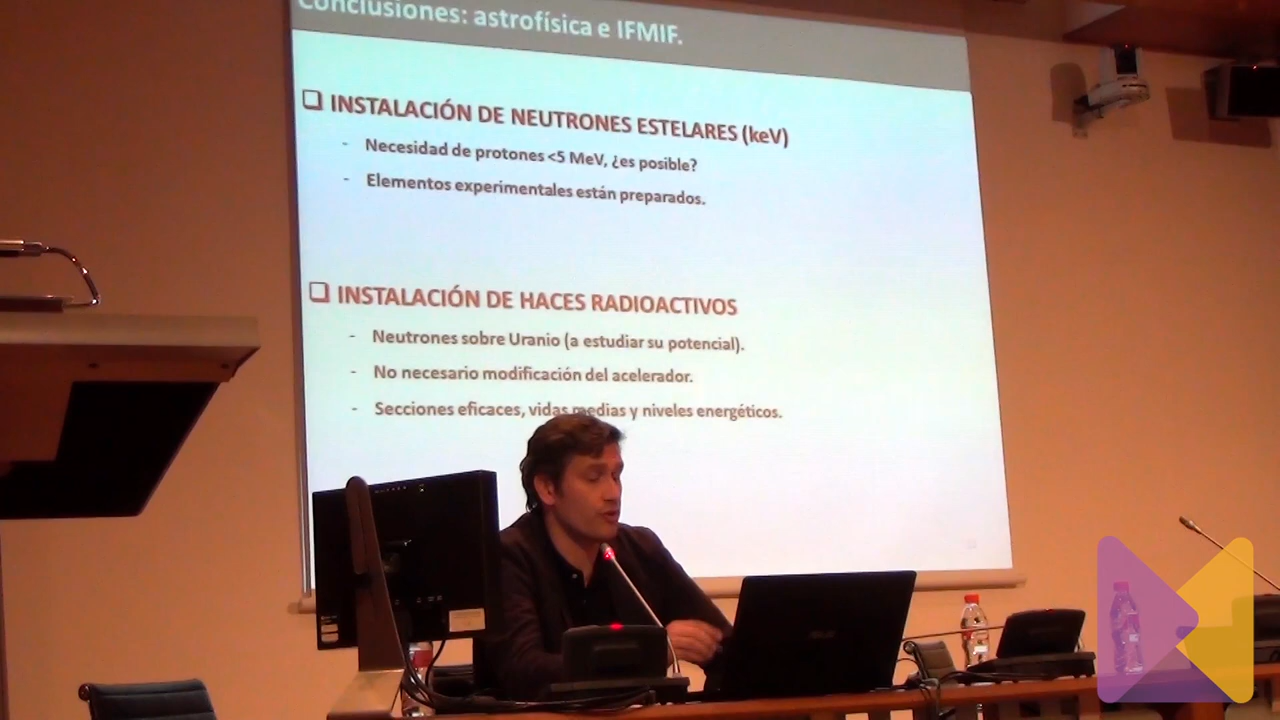 Conclusiones: astrofísica e IFMIF.
❑ INSTALACIÓN DE NEUTRONES ESTELARES (keV)
- Necesidad de protones <5 MeV, ¿es posible?
- Elementos experimentales están preparados.
❑ INSTALACIÓN DE HACES RADIOACTIVOS
- Neutrones sobre Uranio (a estudiar su potencial).
- No necesario modificación del acelerador.
- Secciones eficaces, vidas medias y niveles energéticos.